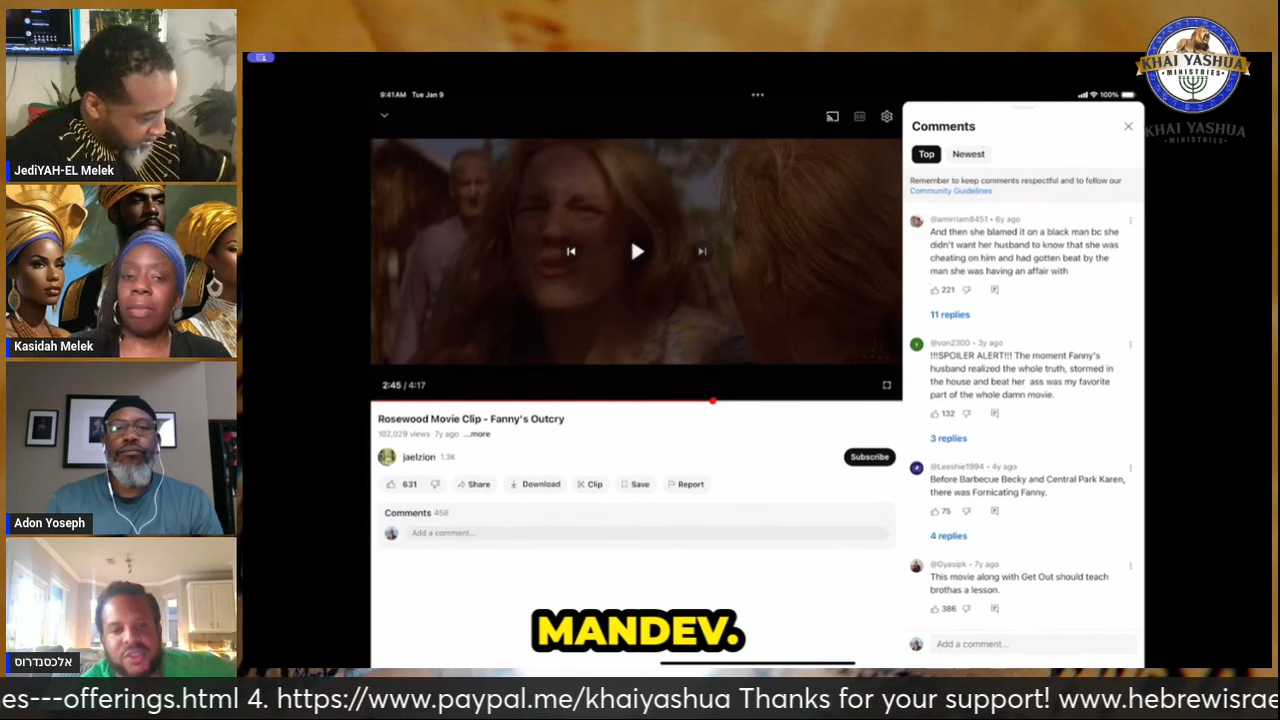 JediYAH-EL Melek
Kasidah Melek
Adon Yoseph
אלכסנדרוס
9:41AM Tue Jan 9
100%
2:45 / 4:17
Rosewood Movie Clip - Fanny's Outcry
102,029 views 7y ago ...more
jaelzion 1.3K
Subscribe
631
Share
Download
Clip
Save
Report
Comments 458
Add a comment...
Comments
Top
Newest
Remember to keep comments respectful and to follow our
Community Guidelines
@amirriam8451 • 6y ago
And then she blamed it on a black man bc she
didn't want her husband to know that she was
cheating on him and had gotten beat by the
man she was having an affair with
221
11 replies
@von2300 • 3y ago
!!!SPOILER ALERT!!! The moment Fanny's
husband realized the whole truth, stormed in
the house and beat her ass was my favorite
part of the whole damn movie.
132
3 replies
@Leeshie1994 • 4y ago
Before Barbecue Becky and Central Park Karen,
there was Fornicating Fanny.
75
4 replies
@Gyasipk • 7y ago
This movie along with Get Out should teach
brothas a lesson.
386
Add a comment...
KHAI YASHUA
MINISTRIES
KHAI YASHUA
MINISTRIES
MANDEV.
es---offerings.html 4. https://www.paypal.me/khaiyashua Thanks for your support! www.hebrewisrae